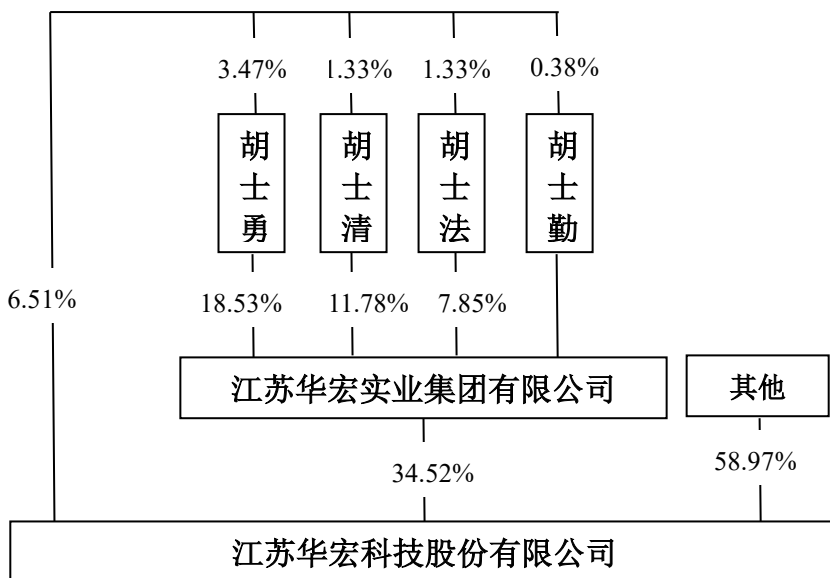 3.47% 1.33% 1.33% 0.38%
胡士勇 胡士清 胡士法 胡士勤
6.51% 18.53% 11.78% 7.85%
江苏华宏实业集团有限公司 其他
34.52% 58.97%
江苏华宏科技股份有限公司